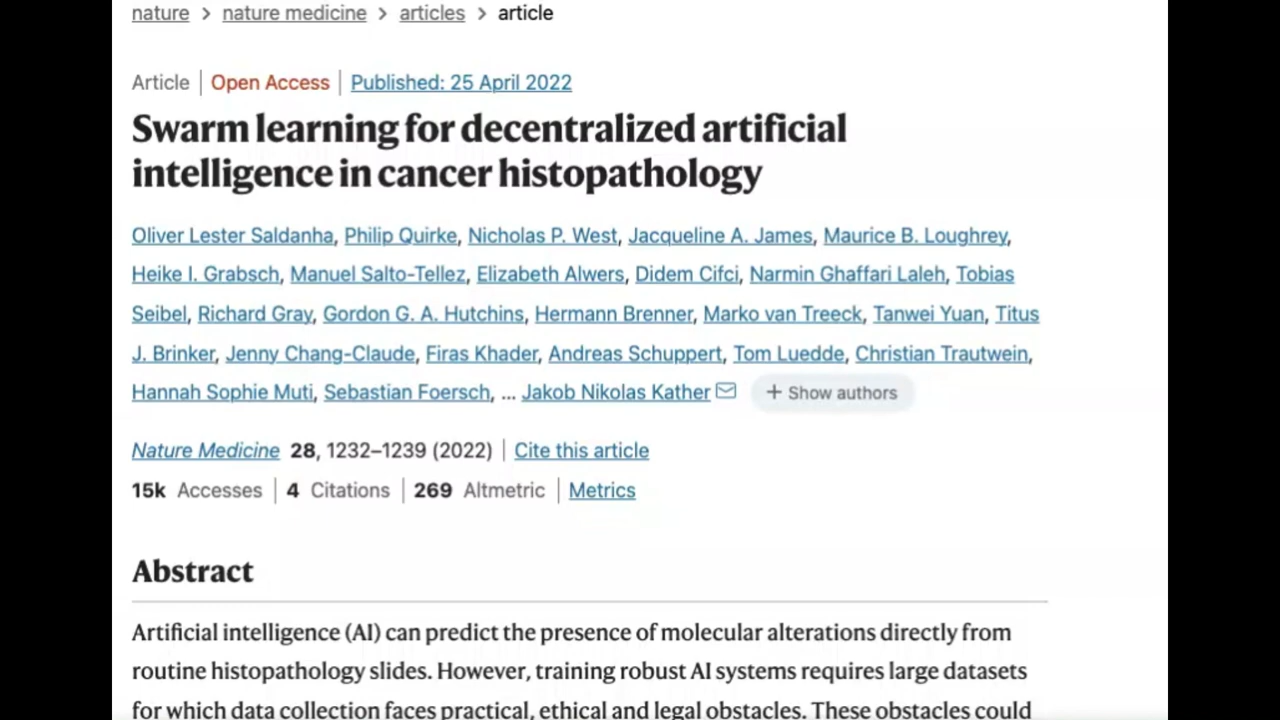 nature > nature medicine > articles > article
Article | Open Access | Published: 25 April 2022
Swarm learning for decentralized artificial
intelligence in cancer histopathology
Oliver Lester Saldanha, Philip Quirke, Nicholas P. West, Jacqueline A. James, Maurice B. Loughrey,
Heike I. Grabsch, Manuel Salto-Tellez, Elizabeth Alwers, Didem Cifci, Narmin Ghaffari Laleh, Tobias
Seibel, Richard Gray, Gordon G. A. Hutchins, Hermann Brenner, Marko van Treeck, Tanwei Yuan, Titus
J. Brinker, Jenny Chang-Claude, Firas Khader, Andreas Schuppert, Tom Luedde, Christian Trautwein,
Hannah Sophie Muti, Sebastian Foersch, ... Jakob Nikolas Kather + Show authors
Nature Medicine 28, 1232–1239 (2022) | Cite this article
15k Accesses | 4 Citations | 269 Altmetric | Metrics
Abstract
Artificial intelligence (AI) can predict the presence of molecular alterations directly from
routine histopathology slides. However, training robust AI systems requires large datasets
for which data collection faces practical, ethical and legal obstacles. These obstacles could